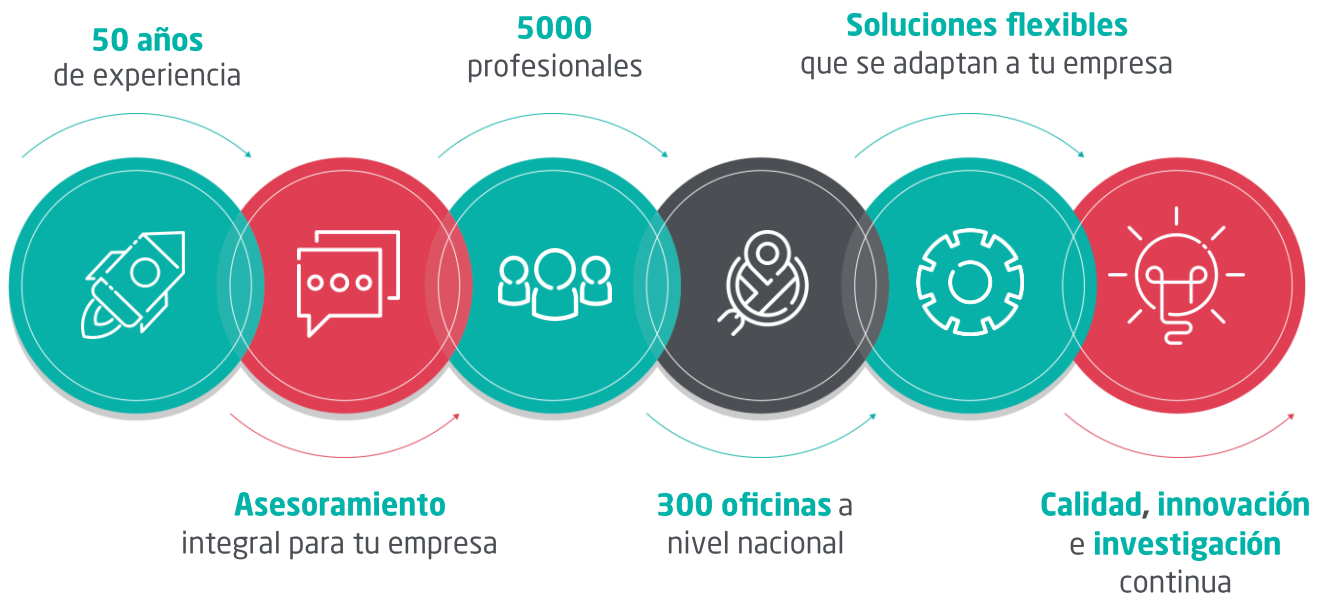 50 años
de experiencia
5000
profesionales
Soluciones flexibles
que se adaptan a tu empresa
Asesoramiento
integral para tu empresa
300 oficinas a
nivel nacional
Calidad, innovación
e investigación
continua